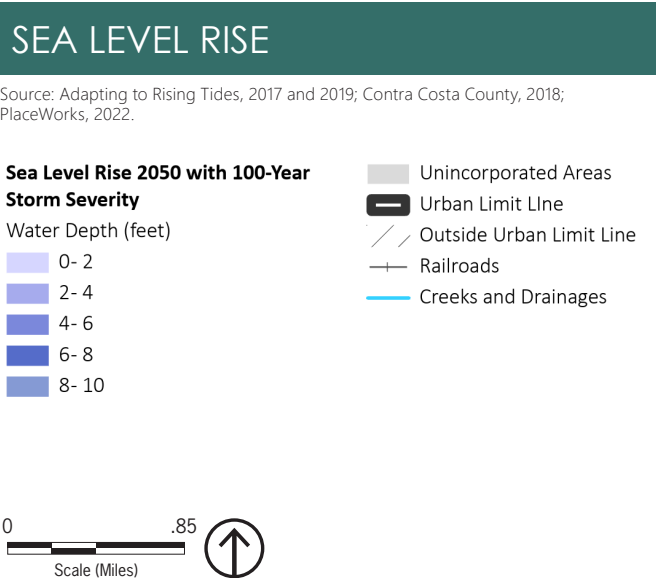 SEA LEVEL RISE
Source: Adapting to Rising Tides, 2017 and 2019; Contra Costa County, 2018;
PlaceWorks, 2022.
Sea Level Rise 2050 with 100-Year
Storm Severity
Water Depth (feet)
0- 2
2- 4
4- 6
6- 8
8- 10
Unincorporated Areas
Urban Limit LIne
Outside Urban Limit Line
Railroads
Creeks and Drainages
0 .85
Scale (Miles)